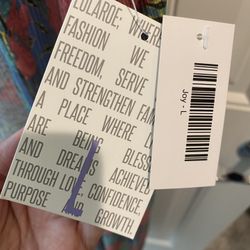 LULAROE: WHERE
FASHION
WE
FREEDOM,
SERVE
AND STRENGTHEN FAM
A PLACE WHERE
ARE BEING BLESS
AND DREAMS ACHIEVE
THROUGH LOVE, CONFIDENCE,
PURPOSE AND GROWTH.
Joy - L